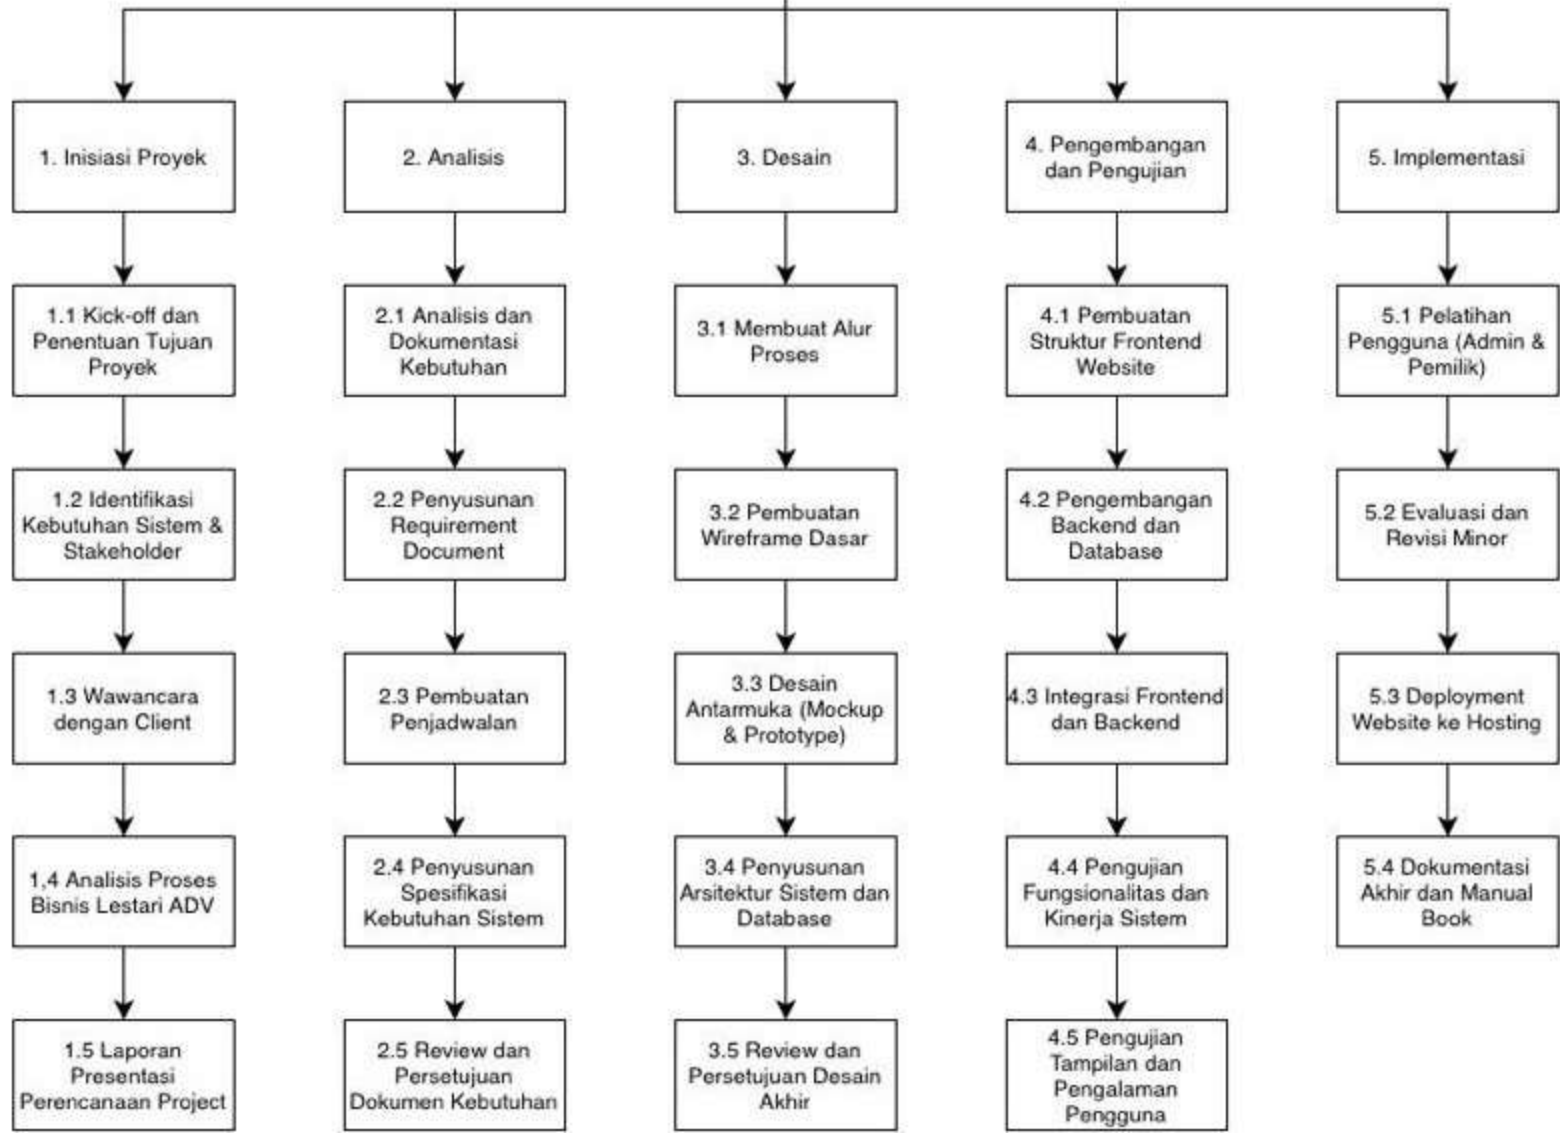 1. Inisiasi Proyek
2. Analisis
3. Desain
4. Pengembangan
dan Pengujian
5. Implementasi
1.1 Kick-off dan
Penentuan Tujuan
Proyek
2.1 Analisis dan
Dokumentasi
Kebutuhan
3.1 Membuat Alur
Proses
4.1 Pembuatan
Struktur Frontend
Website
5.1 Pelatihan
Pengguna (Admin &
Pemilik)
1.2 Identifikasi
Kebutuhan Sistem &
Stakeholder
2.2 Penyusunan
Requirement
Document
3.2 Pembuatan
Wireframe Dasar
4.2 Pengembangan
Backend dan
Database
5.2 Evaluasi dan
Revisi Minor
1.3 Wawancara
dengan Client
2.3 Pembuatan
Penjadwalan
3.3 Desain
Antarmuka (Mockup
& Prototype)
4.3 Integrasi Frontend
dan Backend
5.3 Deployment
Website ke Hosting
1,4 Analisis Proses
Bisnis Lestari ADV
2.4 Penyusunan
Spesifikasi
Kebutuhan Sistem
3.4 Penyusunan
Arsitektur Sistem dan
Database
4.4 Pengujian
Fungsionalitas dan
Kinerja Sistem
5.4 Dokumentasi
Akhir dan Manual
Book
1.5 Laporan
Presentasi
Perencanaan Project
2.5 Review dan
Persetujuan
Dokumen Kebutuhan
3.5 Review dan
Persetujuan Desain
Akhir
4.5 Pengujian
Tampilan dan
Pengalaman
Pengguna